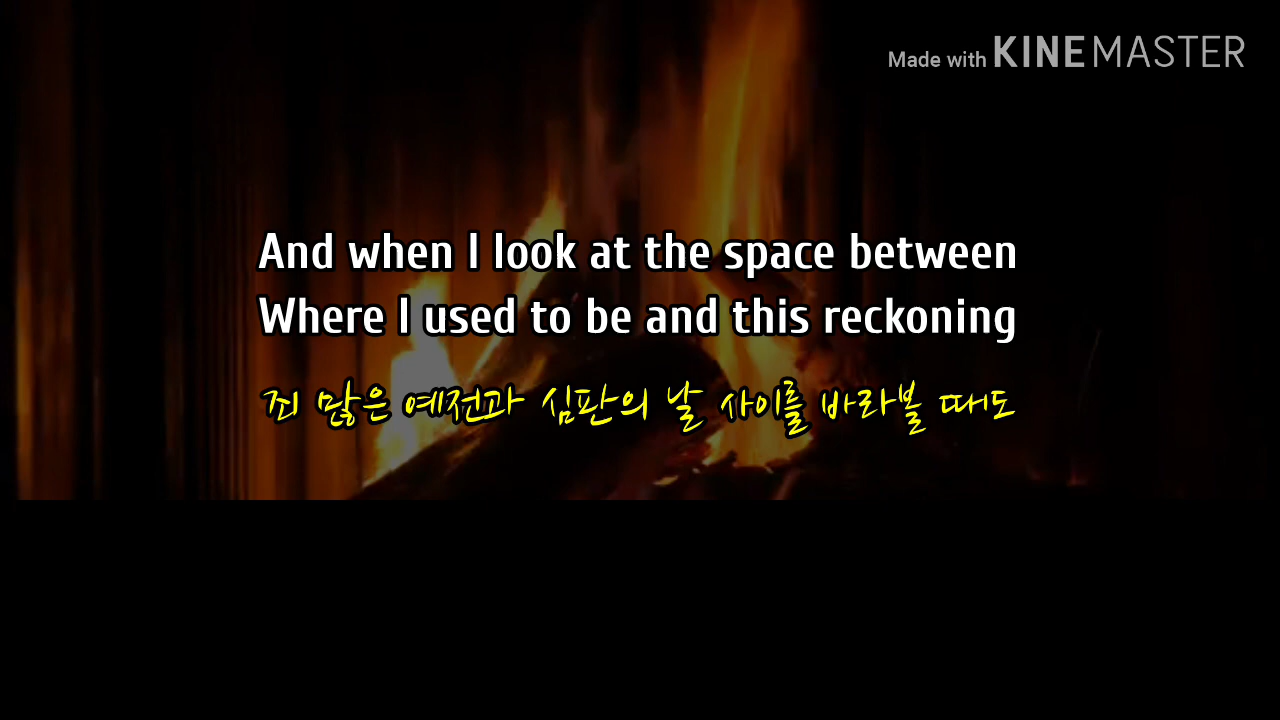 Made with KINEMASTER
And when I look at the space between
Where I used to be and this reckoning
죄 많은 예전과 심판의 날 사이를 바라볼 때도